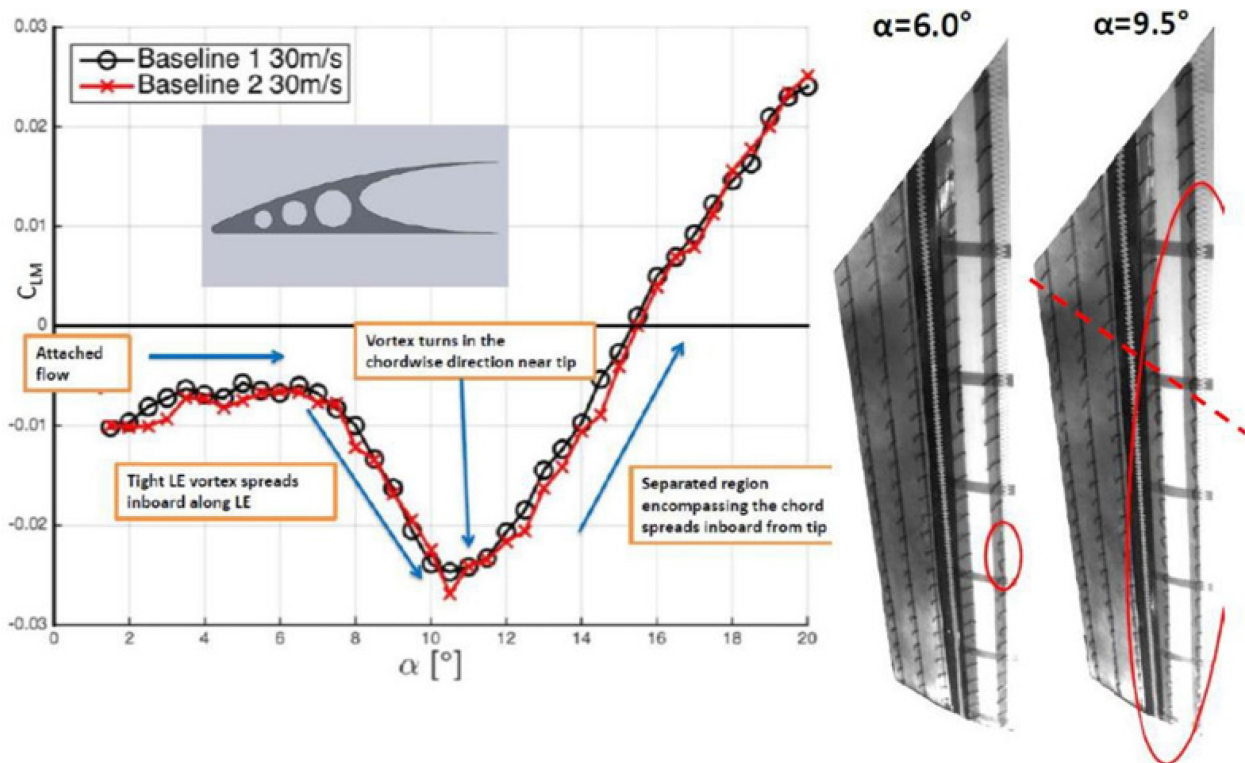 0.03
0.02
0.01
0
-0.01
-0.02
-0.03
C_LM
Baseline 1 30m/s
Baseline 2 30m/s
Attached
flow
Vortex turns in the
chordwise direction near tip
Tight LE vortex spreads
inboard along LE
Separated region
encompassing the chord
spreads inboard from tip
0 2 4 6 8 10 12 14 16 18 20
α [°]
α=6.0°
α=9.5°